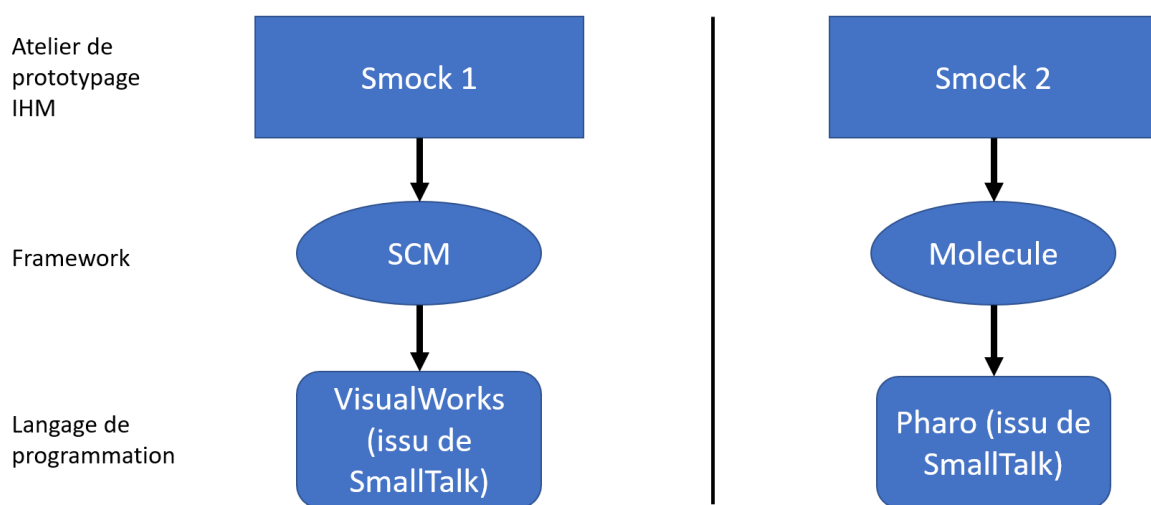 Atelier de
prototypage
IHM
Smock 1
Smock 2
Framework
SCM
Molecule
Langage de
programmation
VisualWorks
(issu de
SmallTalk)
Pharo (issu de
SmallTalk)